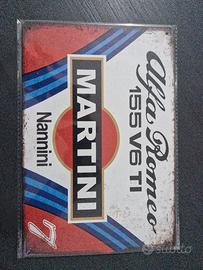 Alfa Romeo
155 V6 TI
MARTINI
Nannini
7
subito